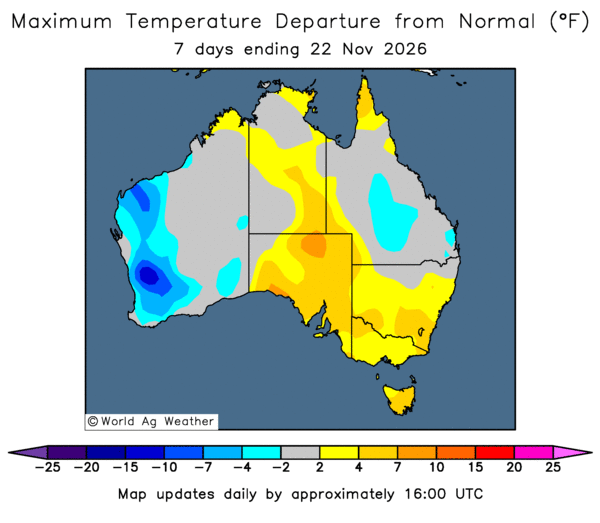 Maximum Temperature Departure from Normal (°F)
7 days ending 22 Nov 2026
©World Ag Weather
-25 -20 -15 -10 -7 -4 -2 2 4 7 10 15 20 25
Map updates daily by approximately 16:00 UTC